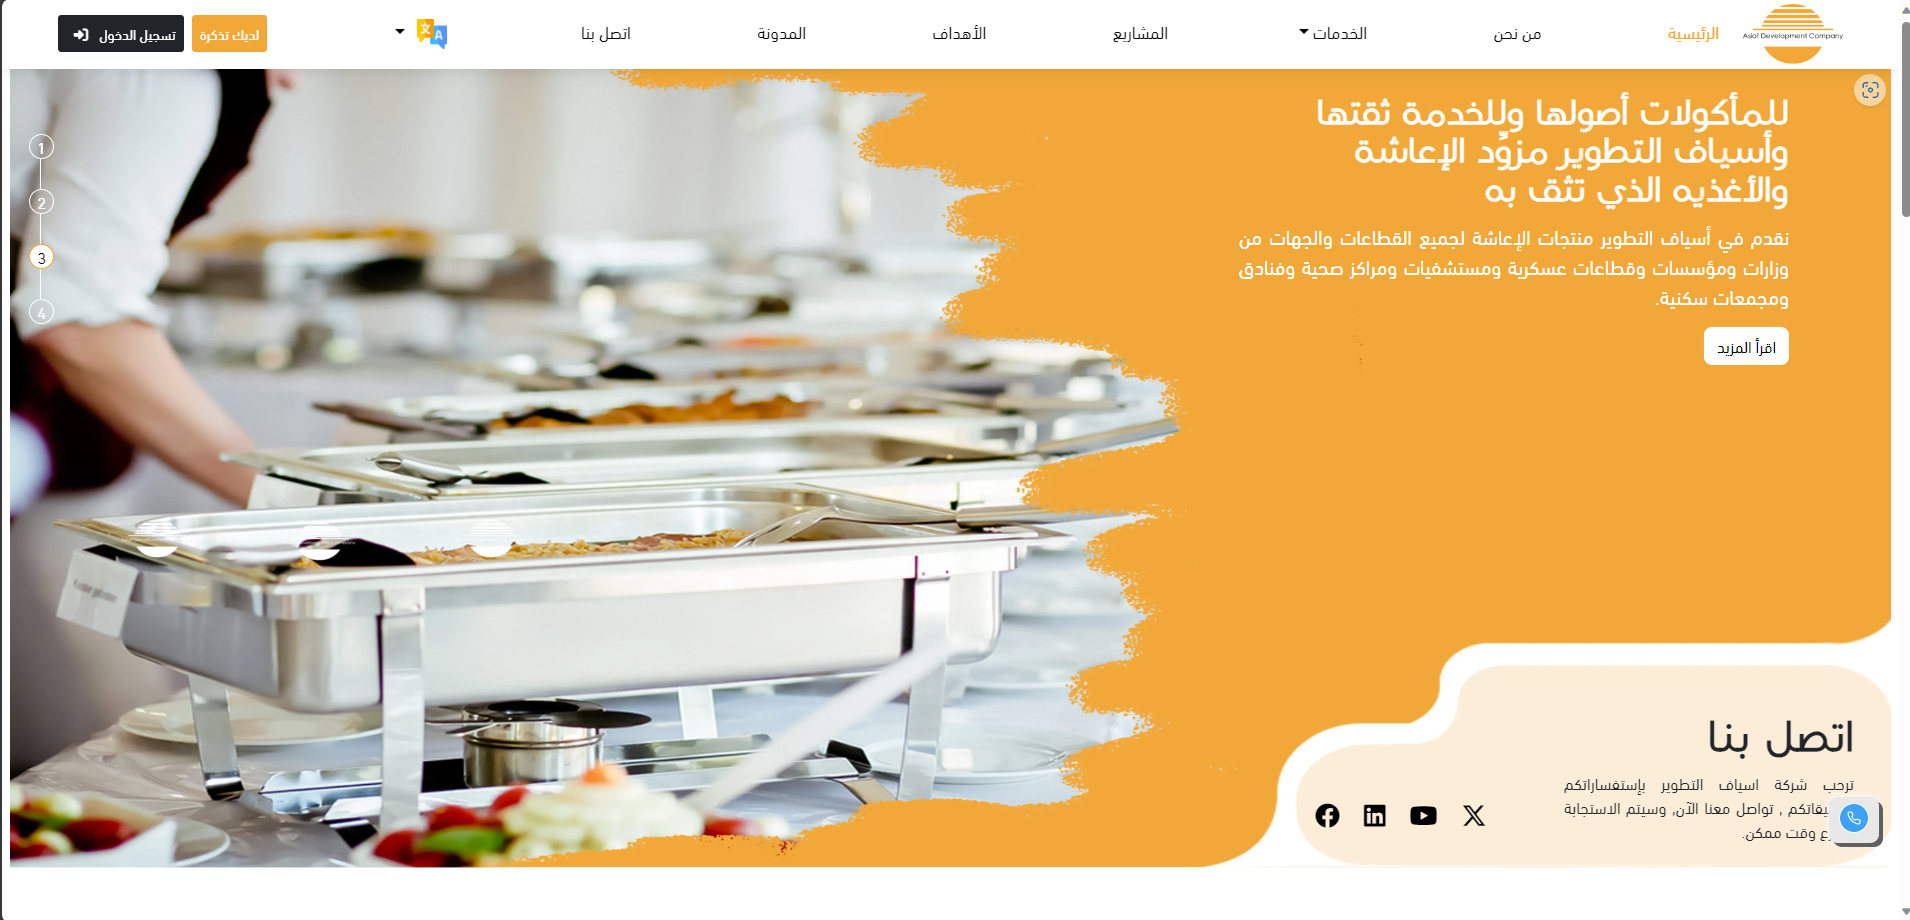 Asiaf Development Company
الرئيسية
من نحن
الخدمات
المشاريع
الأهداف
المدونة
اتصل بنا
لديك تذكرة
تسجيل الدخول
للمأكولات أصولها وللخدمة ثقتها
وأسياف التطوير مزوِّد الإعاشة
والأغذيه الذي تثق به
نقدم في أسياف التطوير منتجات الإعاشة لجميع القطاعات والجهات من
وزارات ومؤسسات وقطاعات عسكرية ومستشفيات ومراكز صحية وفنادق
ومجمعات سكنية.
اقرأ المزيد
1
2
3
4
اتصل بنا
ترحب شركة اسياف التطوير بإستفساراتكم
تواصل معنا الآن, وسيتم الاستجابة
وقت ممكن.